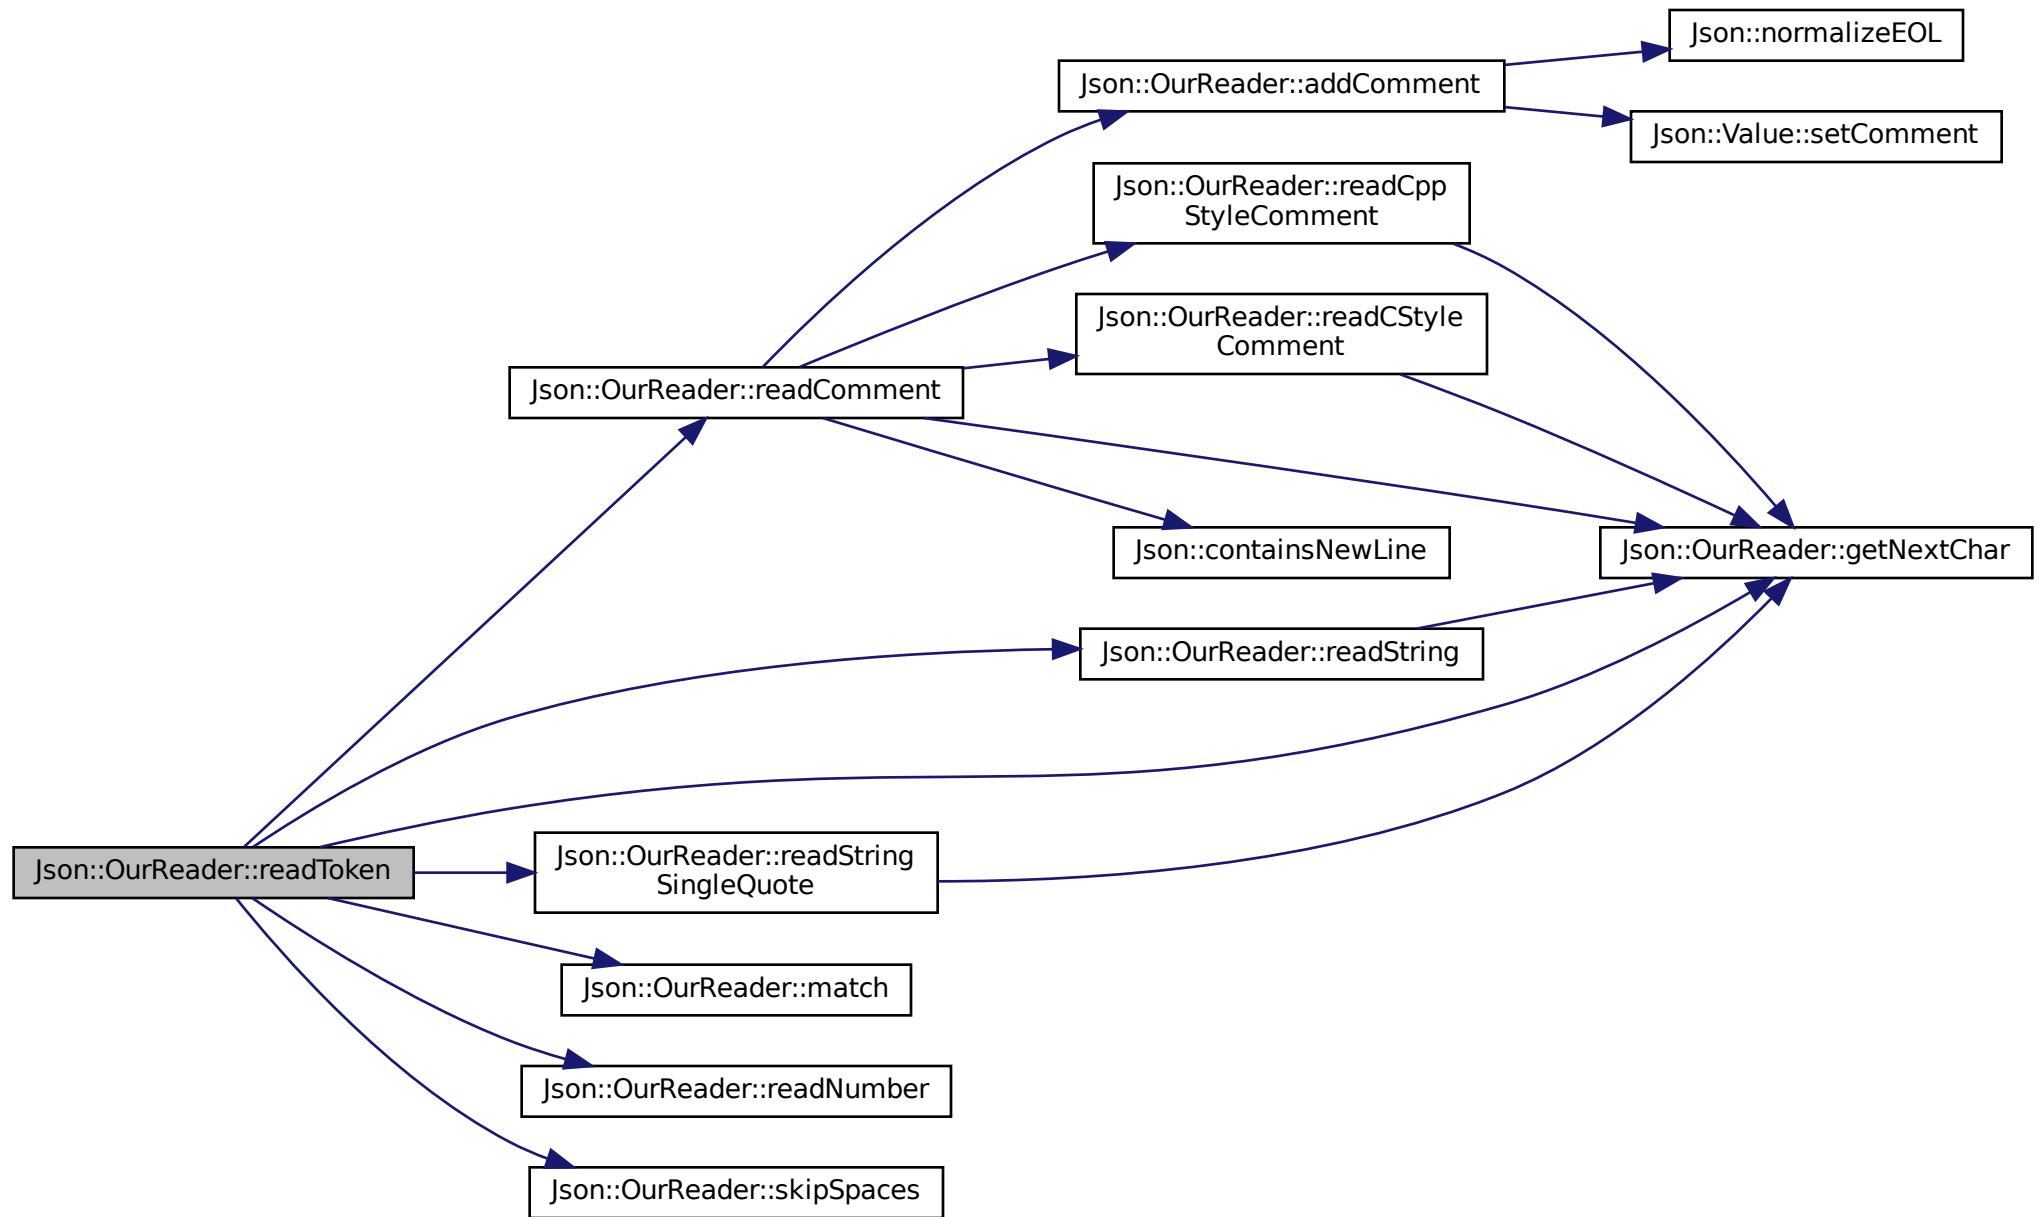 Json::normalizeEOL
Json::OurReader::addComment
Json::Value::setComment
Json::OurReader::readCpp
StyleComment
Json::OurReader::readCStyle
Comment
Json::OurReader::readComment
Json::containsNewLine
Json::OurReader::getNextChar
Json::OurReader::readString
Json::OurReader::readToken
Json::OurReader::readString
SingleQuote
Json::OurReader::match
Json::OurReader::readNumber
Json::OurReader::skipSpaces